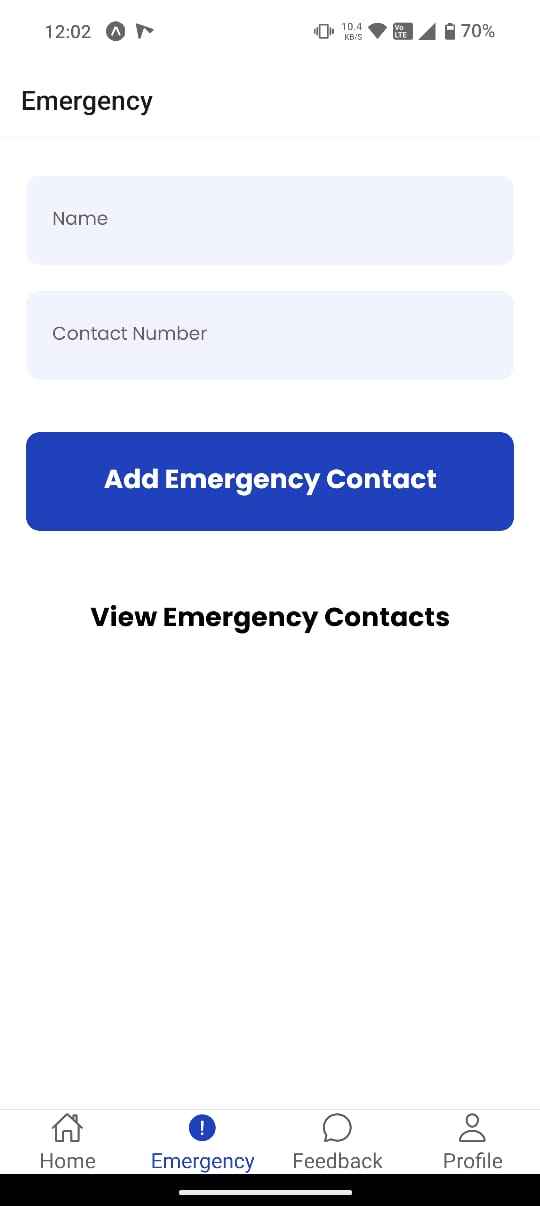 12:02
10.4
KB/S
Vo
LTE
70%
Emergency
Name
Contact Number
Add Emergency Contact
View Emergency Contacts
Home
Emergency
Feedback
Profile